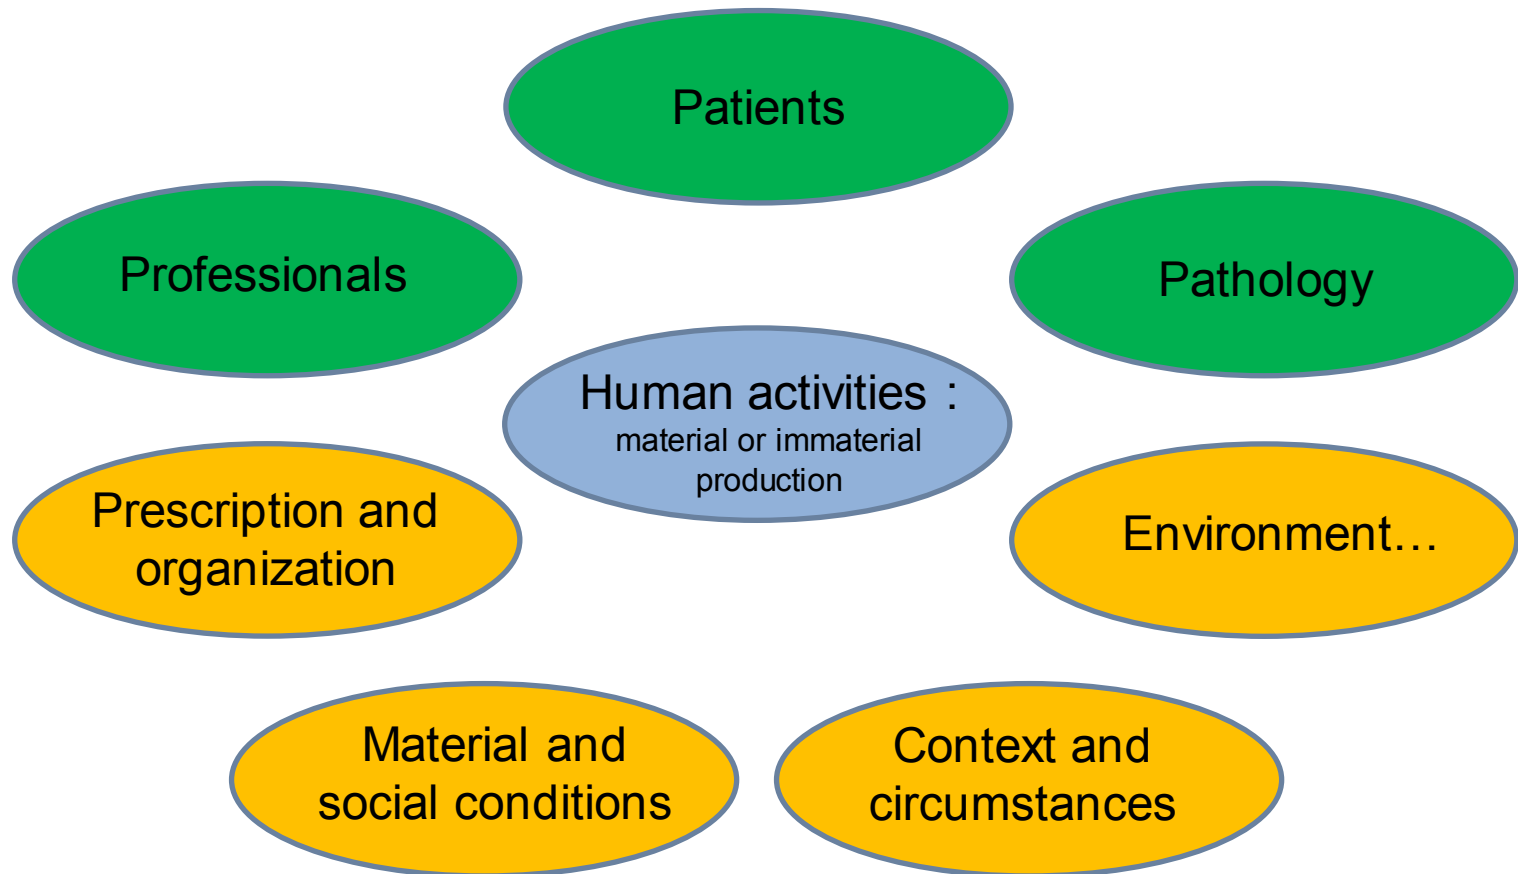 Patients
Professionals
Pathology
Human activities :
material or immaterial
production
Prescription and
organization
Environment…
Material and
social conditions
Context and
circumstances